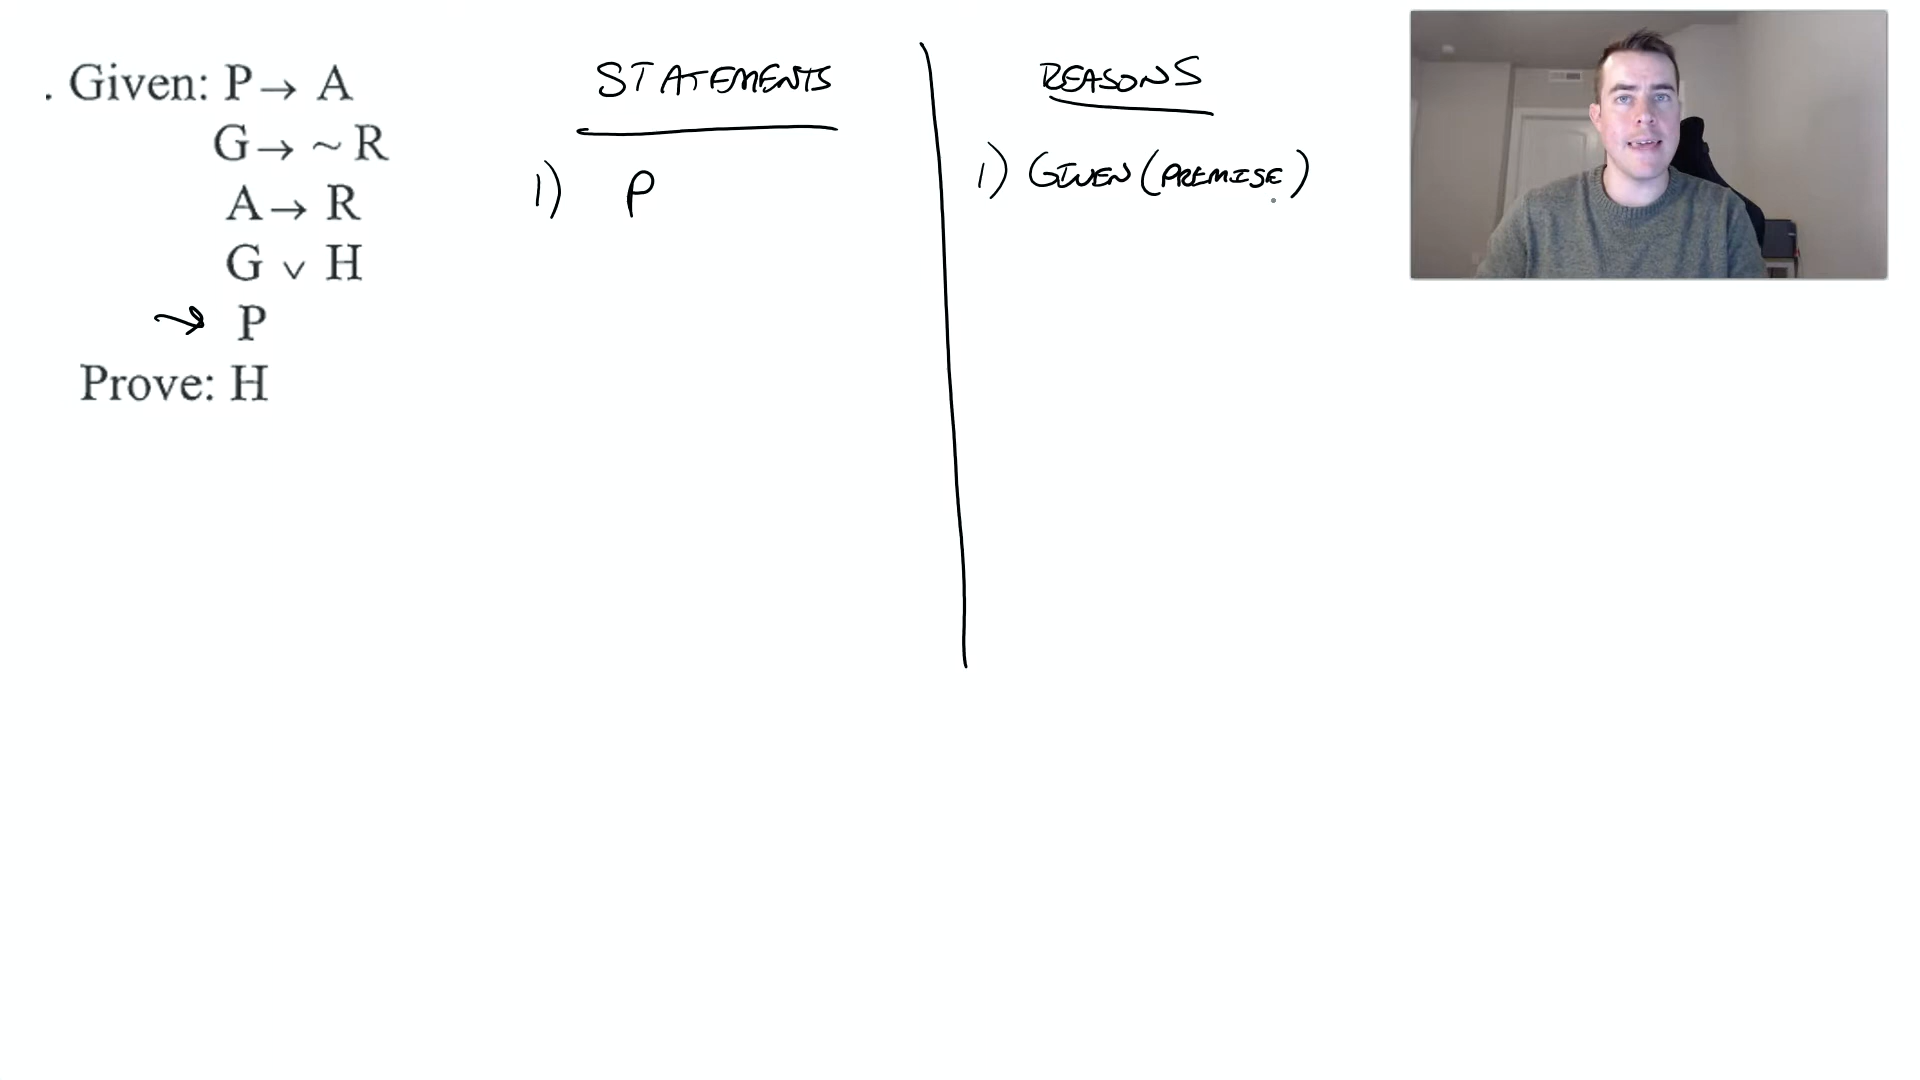 . Given: P → A
G → ~ R
A → R
G ∨ H
→ P
Prove: H
STATEMENTS
1) P
REASONS
1) GIVEN (PREMISE)